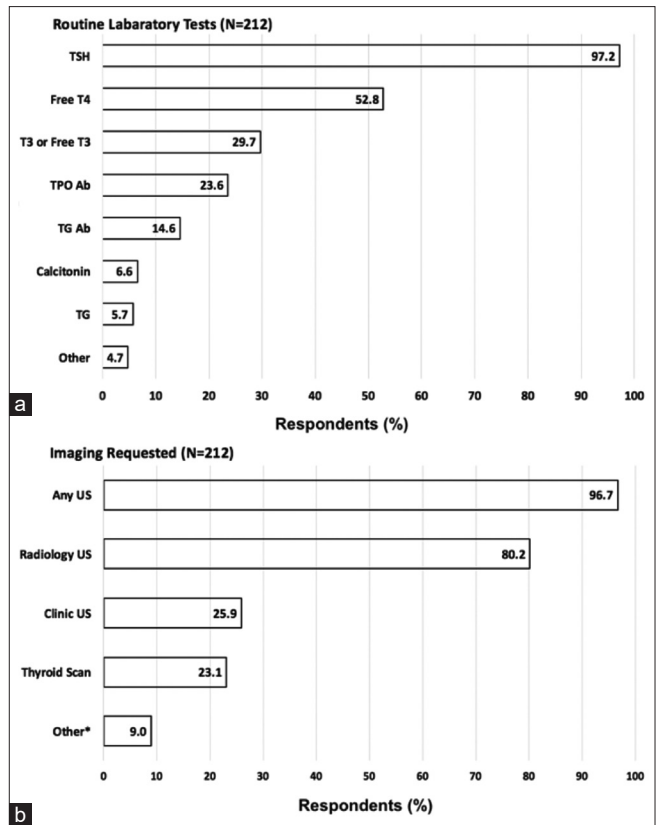 Routine Labaratory Tests (N=212)
TSH 97.2
Free T4 52.8
T3 or Free T3 29.7
TPO Ab 23.6
TG Ab 14.6
Calcitonin 6.6
TG 5.7
Other 4.7
0 10 20 30 40 50 60 70 80 90 100
a
Respondents (%)
Imaging Requested (N=212)
Any US 96.7
Radiology US 80.2
Clinic US 25.9
Thyroid Scan 23.1
Other* 9.0
0 10 20 30 40 50 60 70 80 90 100
Respondents (%)
b